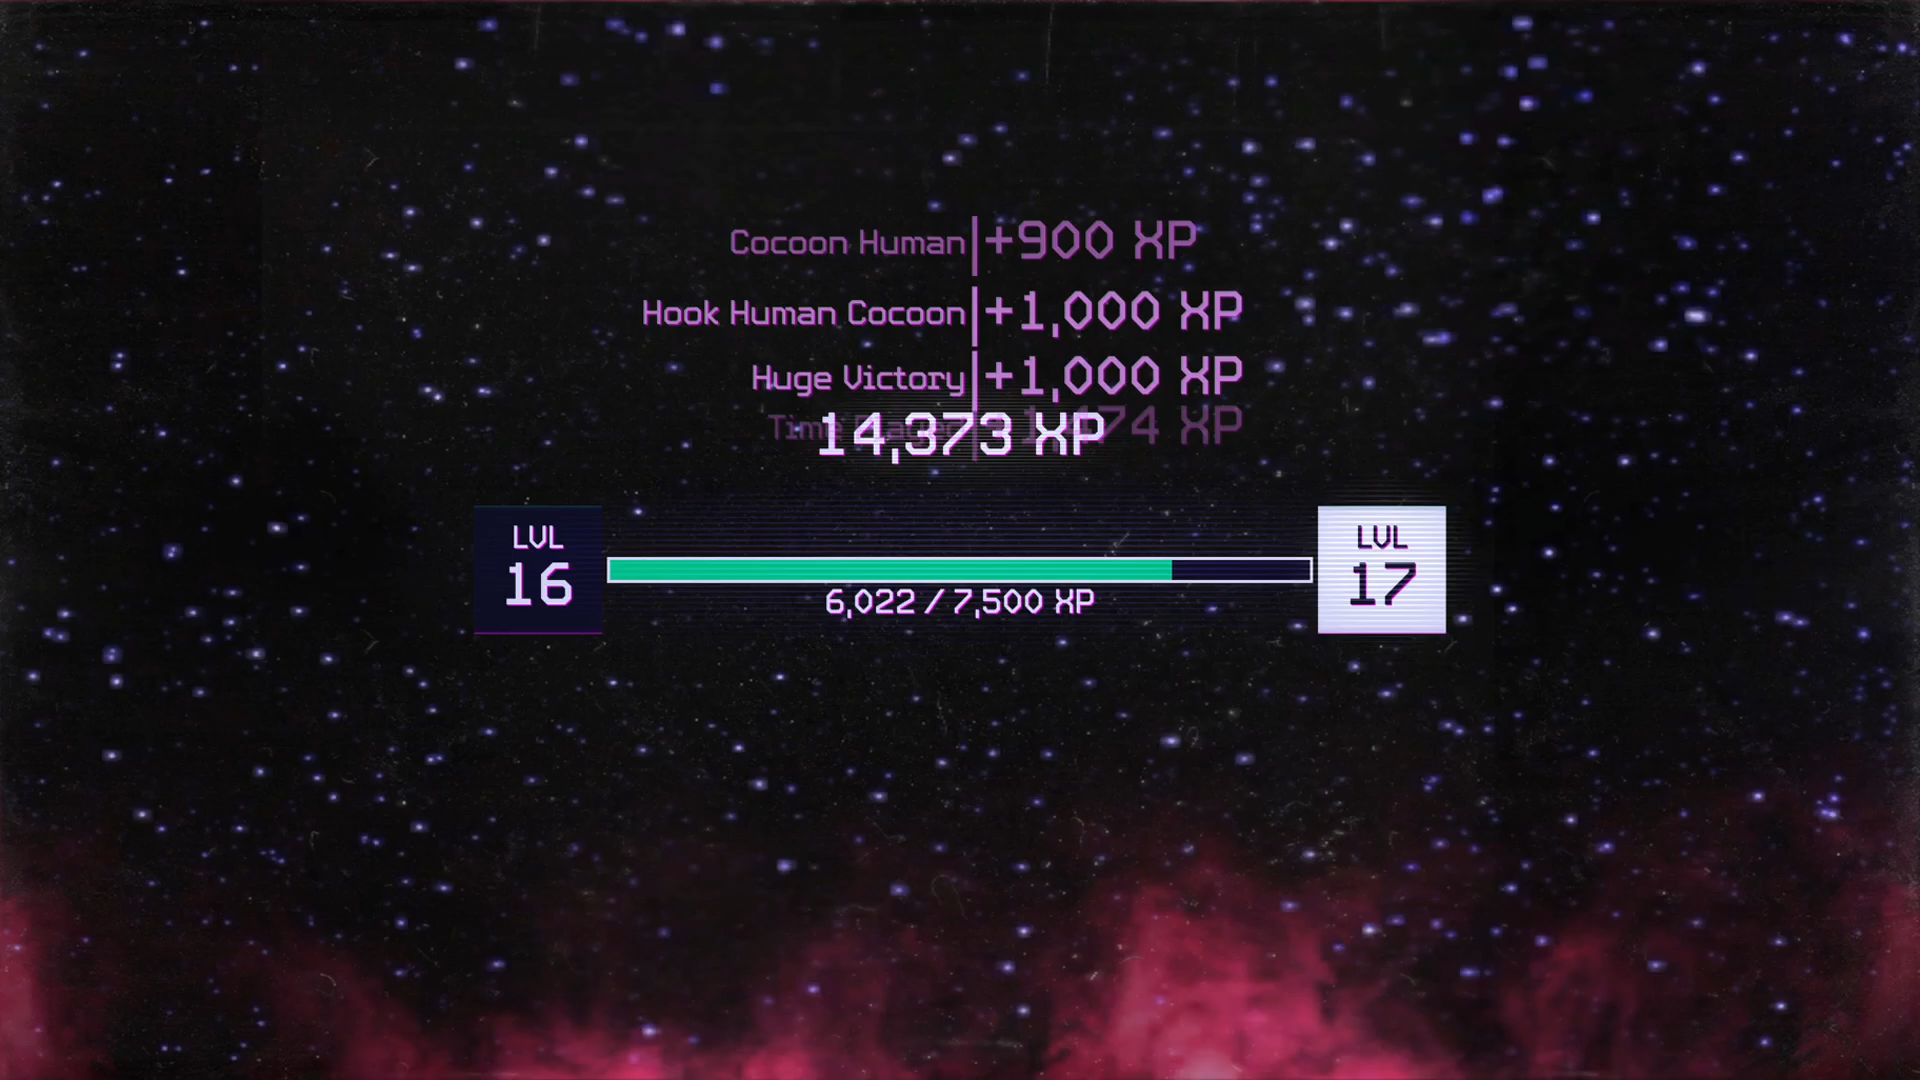 Cocoon Human +900 XP
Hook Human Cocoon +1,000 XP
Huge Victory +1,000 XP
Time
14,373 XP
LVL
16
6,022 / 7,500 XP
LVL
17